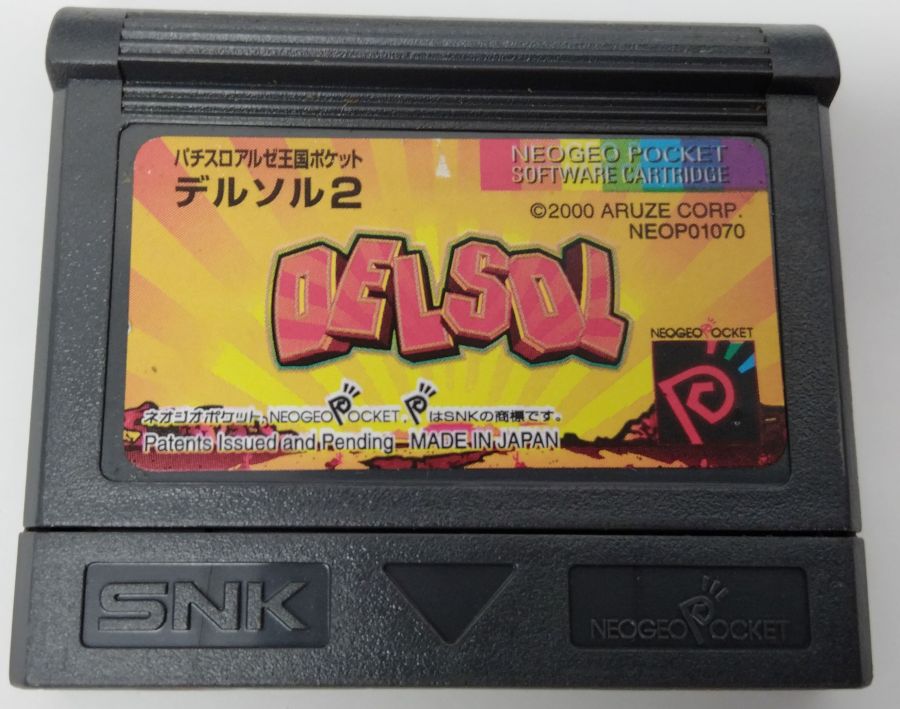 パチスロアルゼ王国ポケット
デルソル2
NEOGEO POCKET
SOFTWARE CARTRIDGE
©2000 ARUZE CORP.
NEOP01070
DELSOL
NEOGEO POCKET
ネオジオポケット,NEOGEO POCKET,PはSNKの商標です。
Patents Issued and Pending MADE IN JAPAN
SNK
NEOGEO POCKET